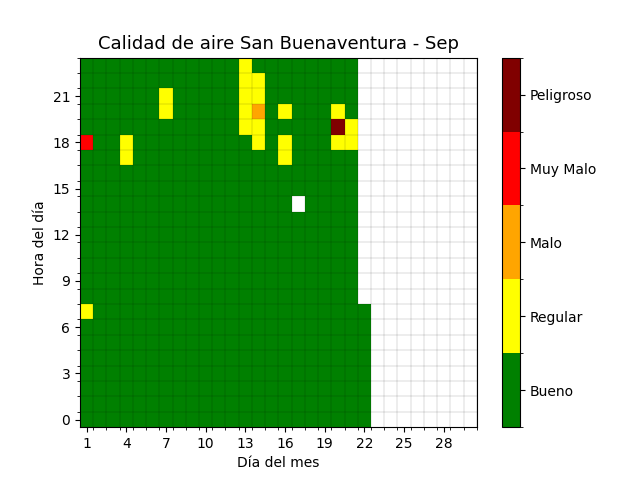 Calidad de aire San Buenaventura - Sep
Hora del día
21
18
15
12
9
6
3
0
1 4 7 10 13 16 19 22 25 28
Día del mes
Peligroso
Muy Malo
Malo
Regular
Bueno